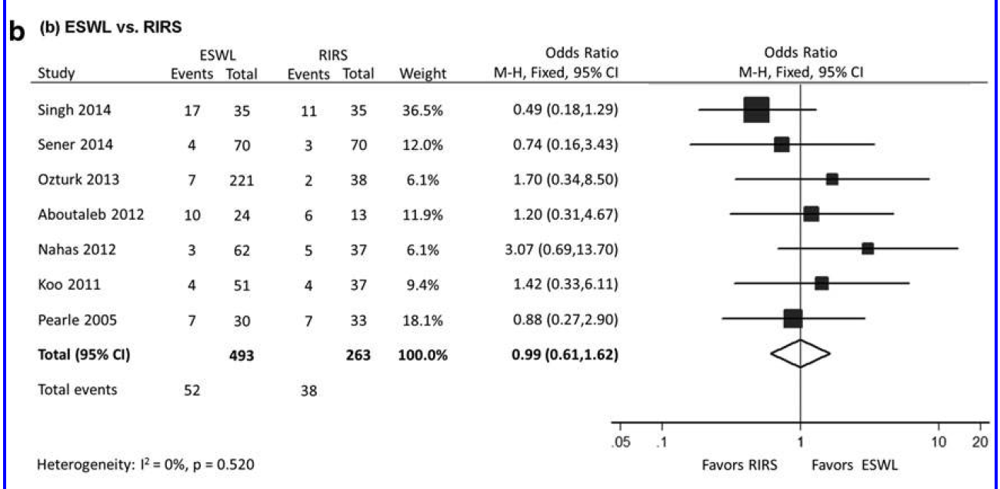 b (b) ESWL vs. RIRS
ESWL RIRS Odds Ratio Odds Ratio
Study Events Total Events Total Weight M-H, Fixed, 95% CI M-H, Fixed, 95% CI
Singh 2014 17 35 11 35 36.5% 0.49 (0.18,1.29)
Sener 2014 4 70 3 70 12.0% 0.74 (0.16,3.43)
Ozturk 2013 7 221 2 38 6.1% 1.70 (0.34,8.50)
Aboutaleb 2012 10 24 6 13 11.9% 1.20 (0.31,4.67)
Nahas 2012 3 62 5 37 6.1% 3.07 (0.69,13.70)
Koo 2011 4 51 4 37 9.4% 1.42 (0.33,6.11)
Pearle 2005 7 30 7 33 18.1% 0.88 (0.27,2.90)
Total (95% CI) 493 263 100.0% 0.99 (0.61,1.62)
Total events 52 38
.05 .1 1 10 20
Heterogeneity: I² = 0%, p = 0.520 Favors RIRS Favors ESWL